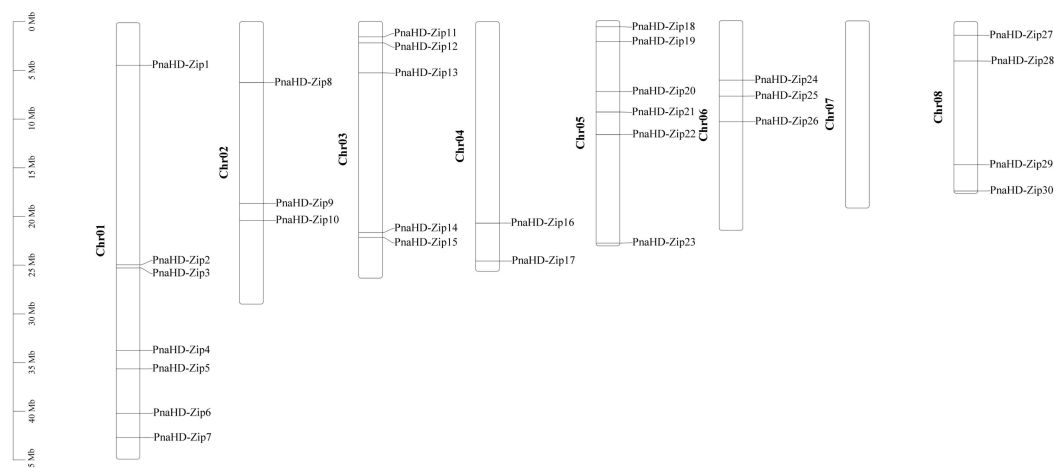 0 Mb
5 Mb
10 Mb
15 Mb
20 Mb
25 Mb
30 Mb
35 Mb
40 Mb
5 Mb
Chr01
PnaHD-Zip1
PnaHD-Zip2
PnaHD-Zip3
PnaHD-Zip4
PnaHD-Zip5
PnaHD-Zip6
PnaHD-Zip7
Chr02
PnaHD-Zip8
PnaHD-Zip9
PnaHD-Zip10
Chr03
PnaHD-Zip11
PnaHD-Zip12
PnaHD-Zip13
PnaHD-Zip14
PnaHD-Zip15
Chr04
PnaHD-Zip16
PnaHD-Zip17
Chr05
PnaHD-Zip18
PnaHD-Zip19
PnaHD-Zip20
PnaHD-Zip21
PnaHD-Zip22
PnaHD-Zip23
Chr06
PnaHD-Zip24
PnaHD-Zip25
PnaHD-Zip26
Chr07
Chr08
PnaHD-Zip27
PnaHD-Zip28
PnaHD-Zip29
PnaHD-Zip30